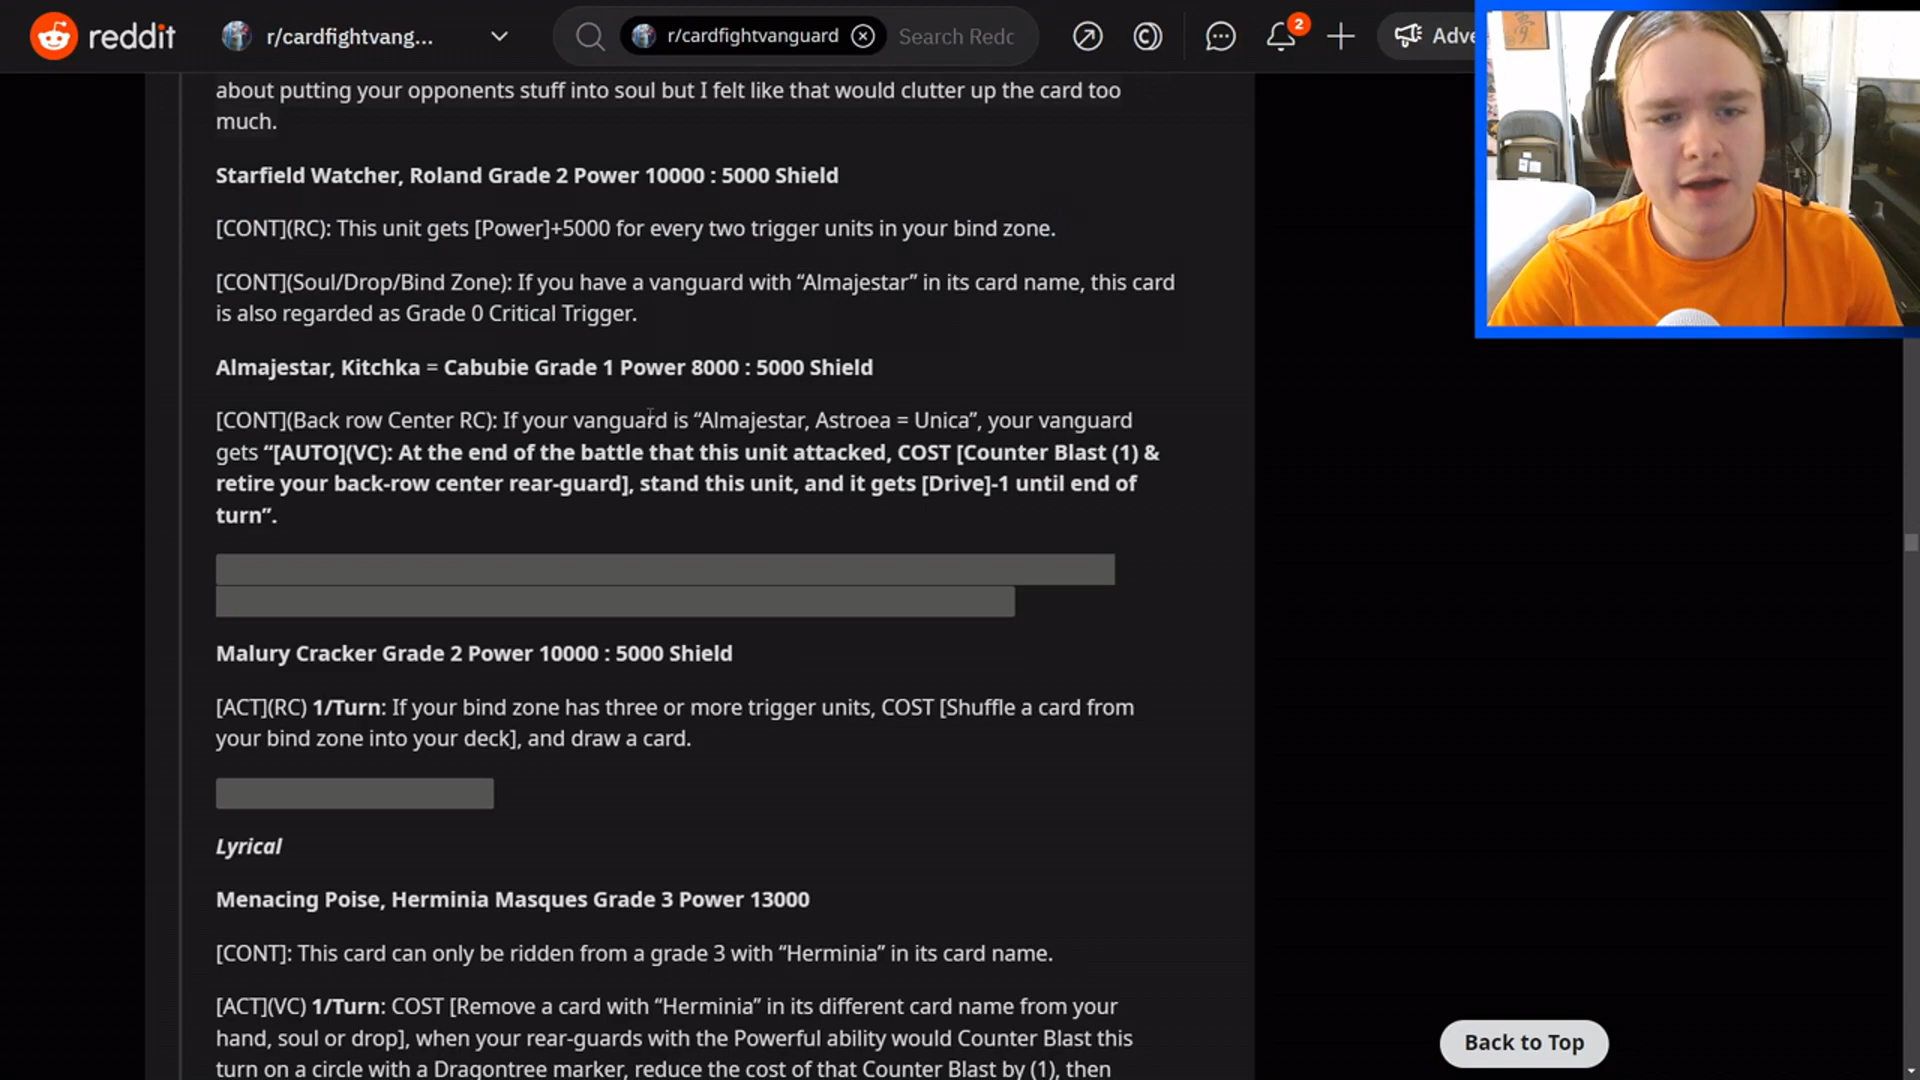 reddit r/cardfightvang... r/cardfightvanguard Search Redc 2 Adve
about putting your opponents stuff into soul but I felt like that would clutter up the card too
much.
Starfield Watcher, Roland Grade 2 Power 10000 : 5000 Shield
[CONT](RC): This unit gets [Power]+5000 for every two trigger units in your bind zone.
[CONT](Soul/Drop/Bind Zone): If you have a vanguard with “Almajestar” in its card name, this card
is also regarded as Grade 0 Critical Trigger.
Almajestar, Kitchka = Cabubie Grade 1 Power 8000 : 5000 Shield
[CONT](Back row Center RC): If your vanguard is “Almajestar, Astroea = Unica”, your vanguard
gets “[AUTO](VC): At the end of the battle that this unit attacked, COST [Counter Blast (1) &
retire your back-row center rear-guard], stand this unit, and it gets [Drive]-1 until end of
turn”.
Malury Cracker Grade 2 Power 10000 : 5000 Shield
[ACT](RC) 1/Turn: If your bind zone has three or more trigger units, COST [Shuffle a card from
your bind zone into your deck], and draw a card.
Lyrical
Menacing Poise, Herminia Masques Grade 3 Power 13000
[CONT]: This card can only be ridden from a grade 3 with “Herminia” in its card name.
[ACT](VC) 1/Turn: COST [Remove a card with “Herminia” in its different card name from your
hand, soul or drop], when your rear-guards with the Powerful ability would Counter Blast this
turn on a circle with a Dragontree marker, reduce the cost of that Counter Blast by (1), then
Back to Top